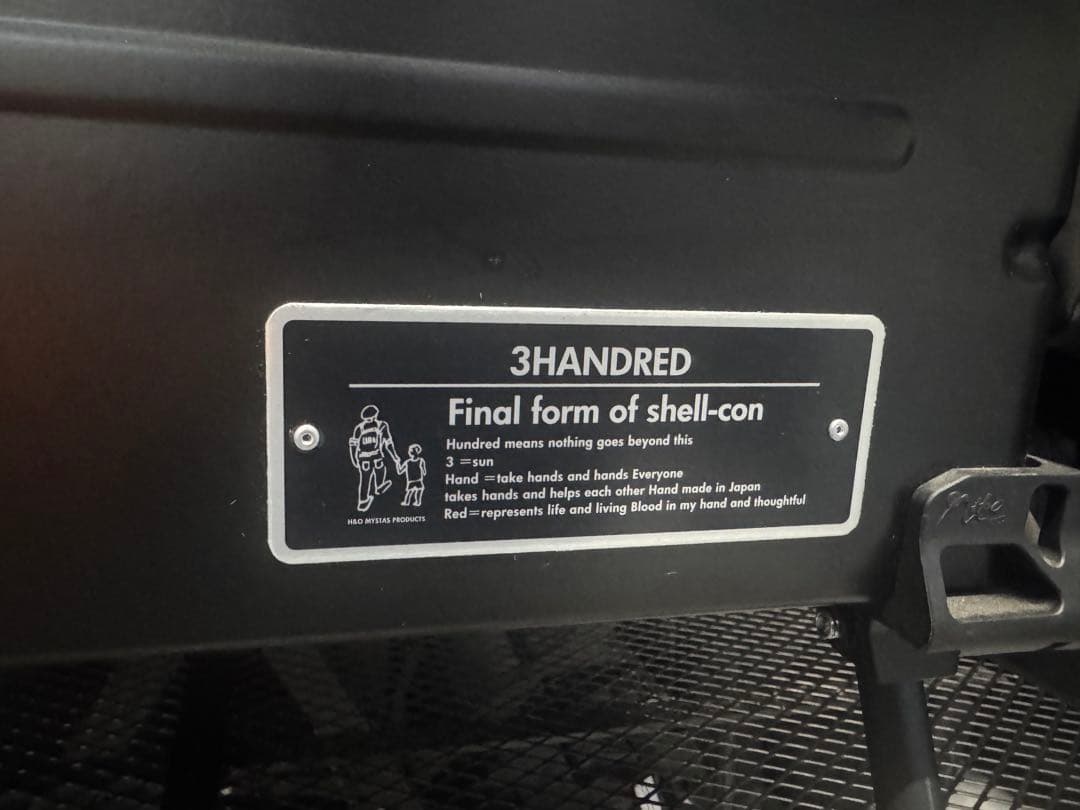 3HANDRED
Final form of shell-con
Hundred means nothing goes beyond this
3 =sun
Hand =take hands and hands Everyone
takes hands and helps each other Hand made in Japan
Red=represents life and living Blood in my hand and thoughtful
H&O MYSTAS PRODUCTS